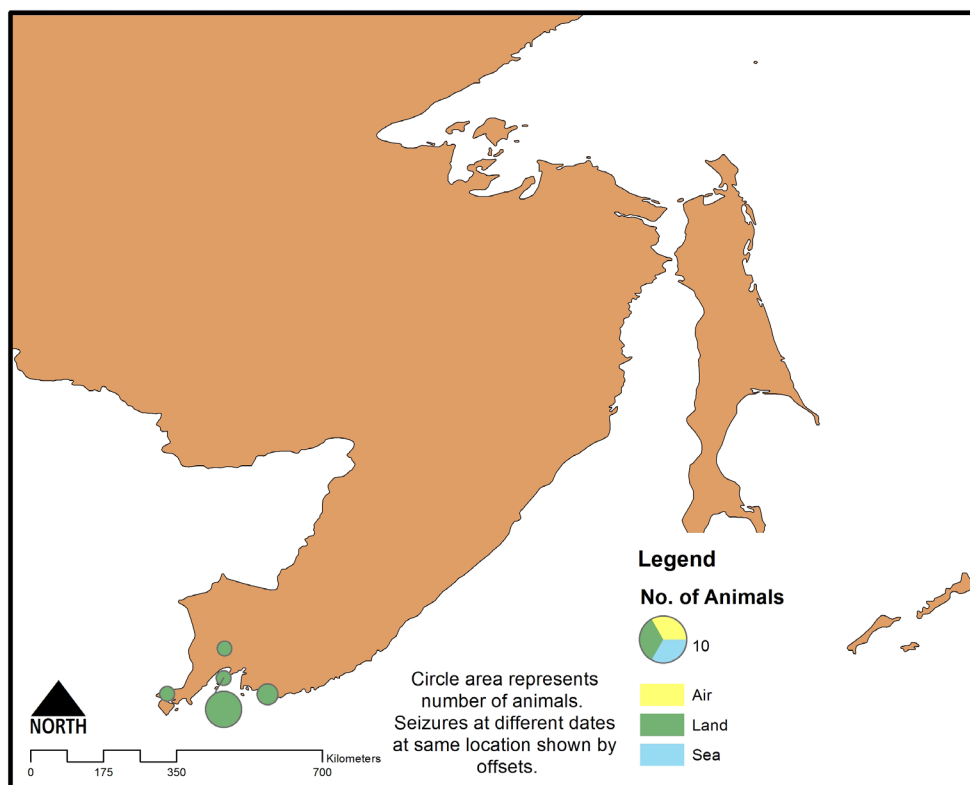 Legend
No. of Animals
10
Air
Land
Sea
Circle area represents
number of animals.
Seizures at different dates
at same location shown by
offsets.
NORTH
Kilometers
0 175 350 700